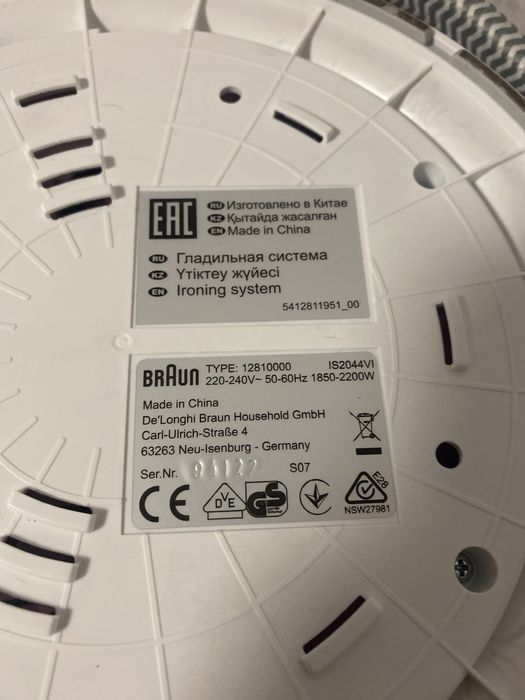 EAC
RU Изготовлено в Китае
KZ Қытайда жасалған
EN Made in China
RU Гладильная система
KZ Үтіктеу жүйесі
EN Ironing system
5412811951_00
BRAUN TYPE: 12810000 IS2044VI
220-240V~ 50-60Hz 1850-2200W
Made in China
De'Longhi Braun Household GmbH
Carl-Ulrich-Straße 4
63263 Neu-Isenburg - Germany
Ser.Nr. S07
CE DVE GS E28
NSW27981